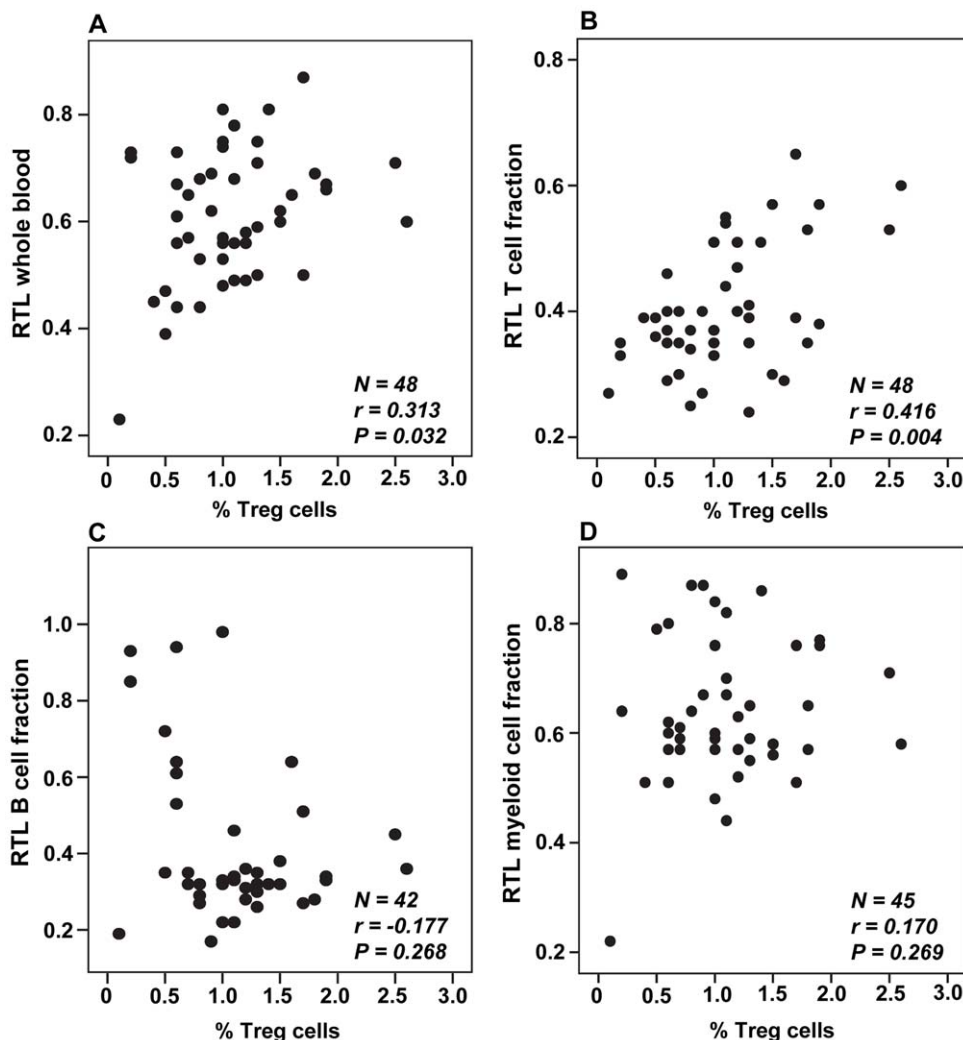 A
RTL whole blood
0.8
0.6
0.4
0.2
N = 48
r = 0.313
P = 0.032
0 0.5 1.0 1.5 2.0 2.5 3.0
% Treg cells
B
RTL T cell fraction
0.8
0.6
0.4
0.2
N = 48
r = 0.416
P = 0.004
0 0.5 1.0 1.5 2.0 2.5 3.0
% Treg cells
C
RTL B cell fraction
1.0
0.8
0.6
0.4
0.2
N = 42
r = -0.177
P = 0.268
0 0.5 1.0 1.5 2.0 2.5 3.0
% Treg cells
D
RTL myeloid cell fraction
0.8
0.6
0.4
0.2
N = 45
r = 0.170
P = 0.269
0 0.5 1.0 1.5 2.0 2.5 3.0
% Treg cells